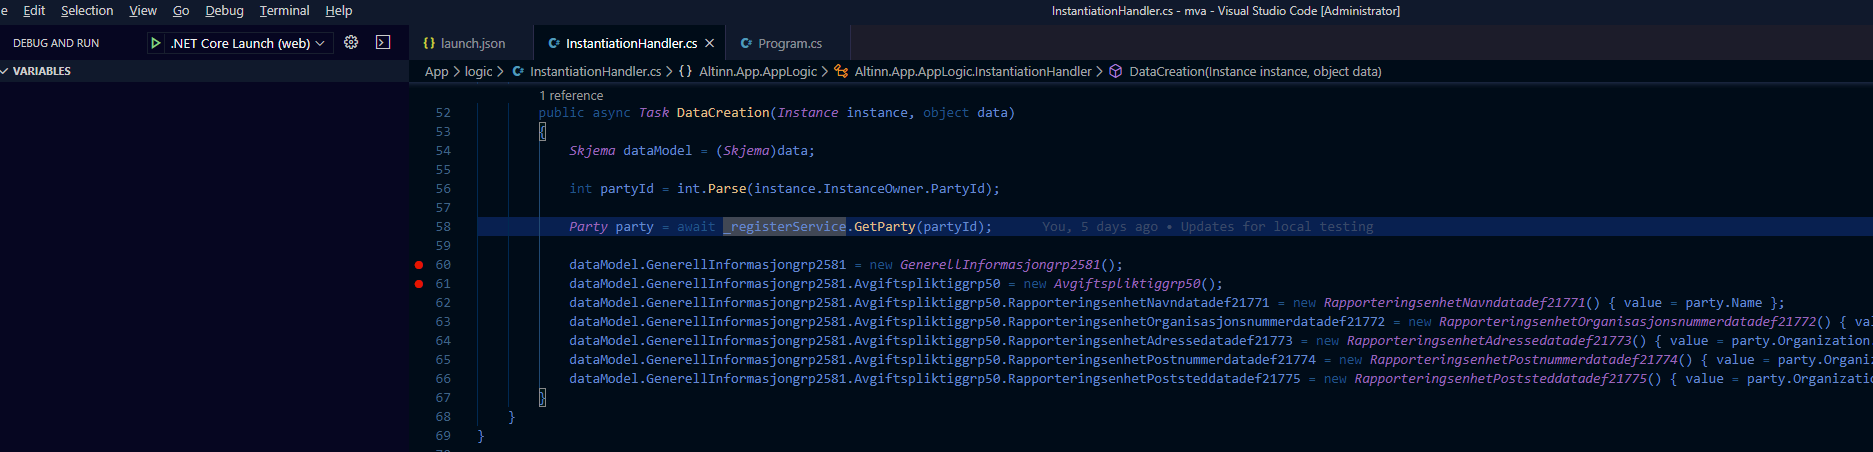 e Edit Selection View Go Debug Terminal Help InstantiationHandler.cs - mva - Visual Studio Code [Administrator]
DEBUG AND RUN .NET Core Launch (web) {} launch.json C# InstantiationHandler.cs × C# Program.cs
VARIABLES App > logic > C# InstantiationHandler.cs > {} Altinn.App.AppLogic > Altinn.App.AppLogic.InstantiationHandler > DataCreation(Instance instance, object data)
1 reference
52 public async Task DataCreation(Instance instance, object data)
53 {
54 Skjema dataModel = (Skjema)data;
55
56 int partyId = int.Parse(instance.InstanceOwner.PartyId);
57
58 Party party = await _registerService.GetParty(partyId); You, 5 days ago • Updates for local testing
59
60 dataModel.GenerellInformasjongrp2581 = new GenerellInformasjongrp2581();
61 dataModel.GenerellInformasjongrp2581.Avgiftspliktiggrp50 = new Avgiftspliktiggrp50();
62 dataModel.GenerellInformasjongrp2581.Avgiftspliktiggrp50.RapporteringsenhetNavndatadef21771 = new RapporteringsenhetNavndatadef21771() { value = party.Name };
63 dataModel.GenerellInformasjongrp2581.Avgiftspliktiggrp50.RapporteringsenhetOrganisasjonsnummerdatadef21772 = new RapporteringsenhetOrganisasjonsnummerdatadef21772() { val
64 dataModel.GenerellInformasjongrp2581.Avgiftspliktiggrp50.RapporteringsenhetAdressedatadef21773 = new RapporteringsenhetAdressedatadef21773() { value = party.Organization
65 dataModel.GenerellInformasjongrp2581.Avgiftspliktiggrp50.RapporteringsenhetPostnummerdatadef21774 = new RapporteringsenhetPostnummerdatadef21774() { value = party.Organiz
66 dataModel.GenerellInformasjongrp2581.Avgiftspliktiggrp50.RapporteringsenhetPoststeddatadef21775 = new RapporteringsenhetPoststeddatadef21775() { value = party.Organizatio
67 }
68 }
69 }